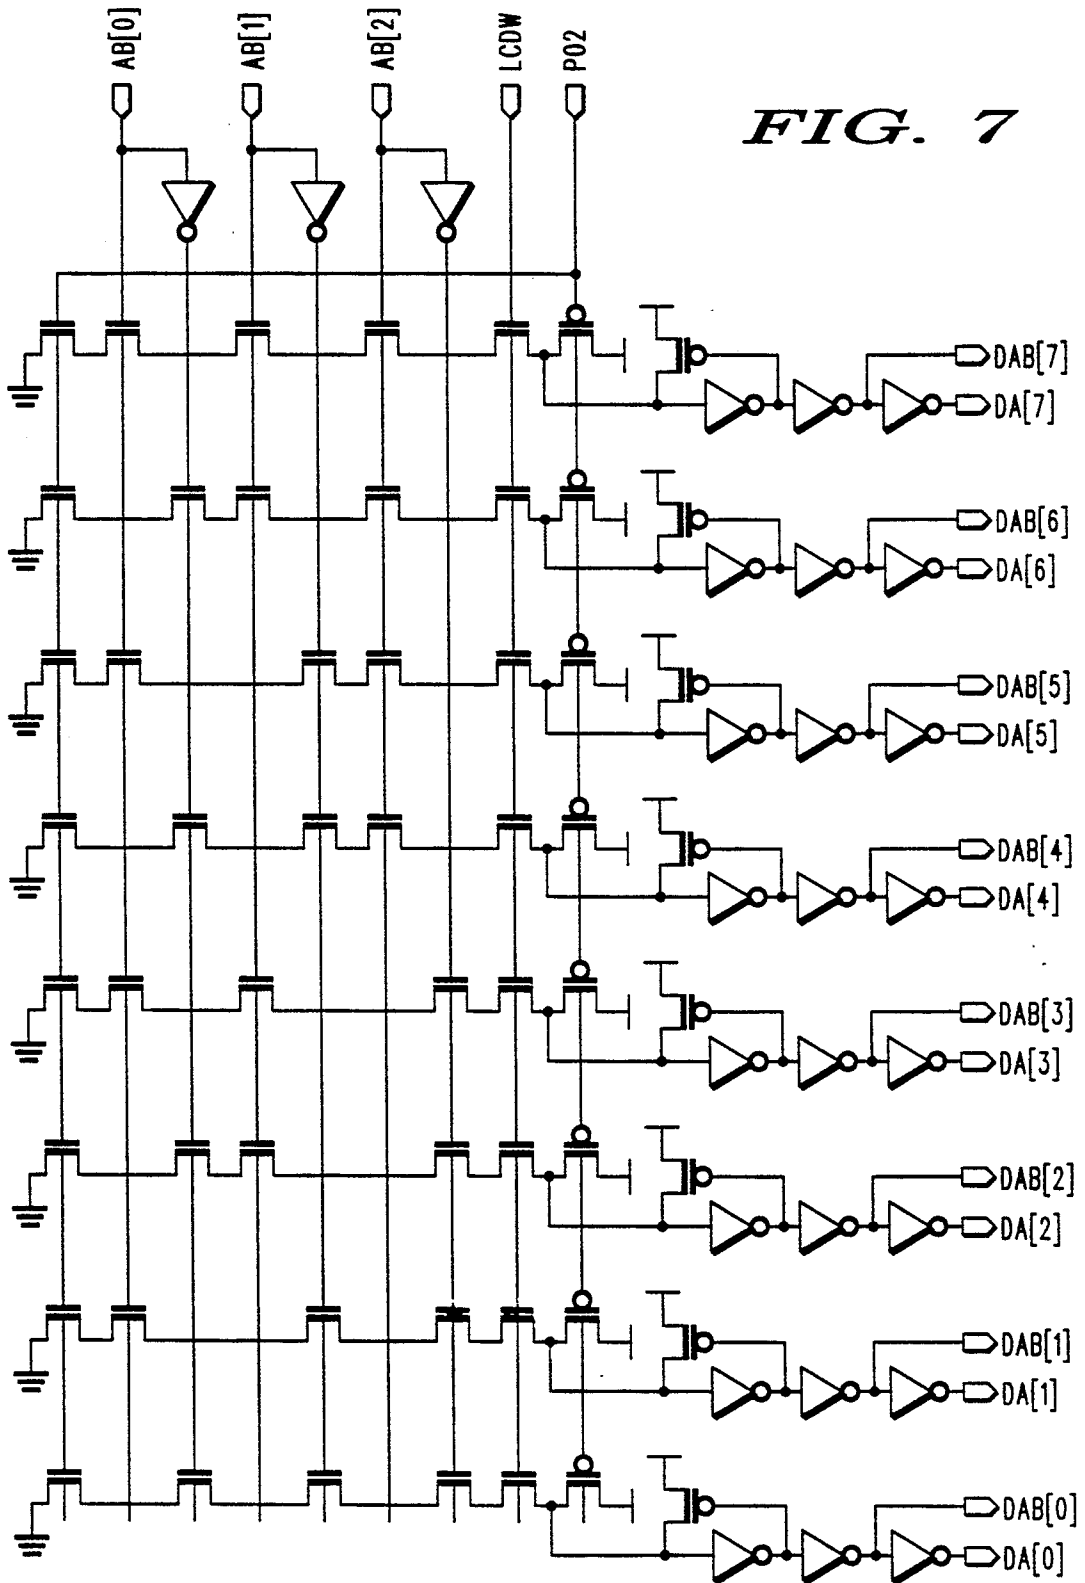 AB[0]
AB[1]
AB[2]
LCDW
P02
FIG. 7
DAB[7]
DA[7]
DAB[6]
DA[6]
DAB[5]
DA[5]
DAB[4]
DA[4]
DAB[3]
DA[3]
DAB[2]
DA[2]
DAB[1]
DA[1]
DAB[0]
DA[0]